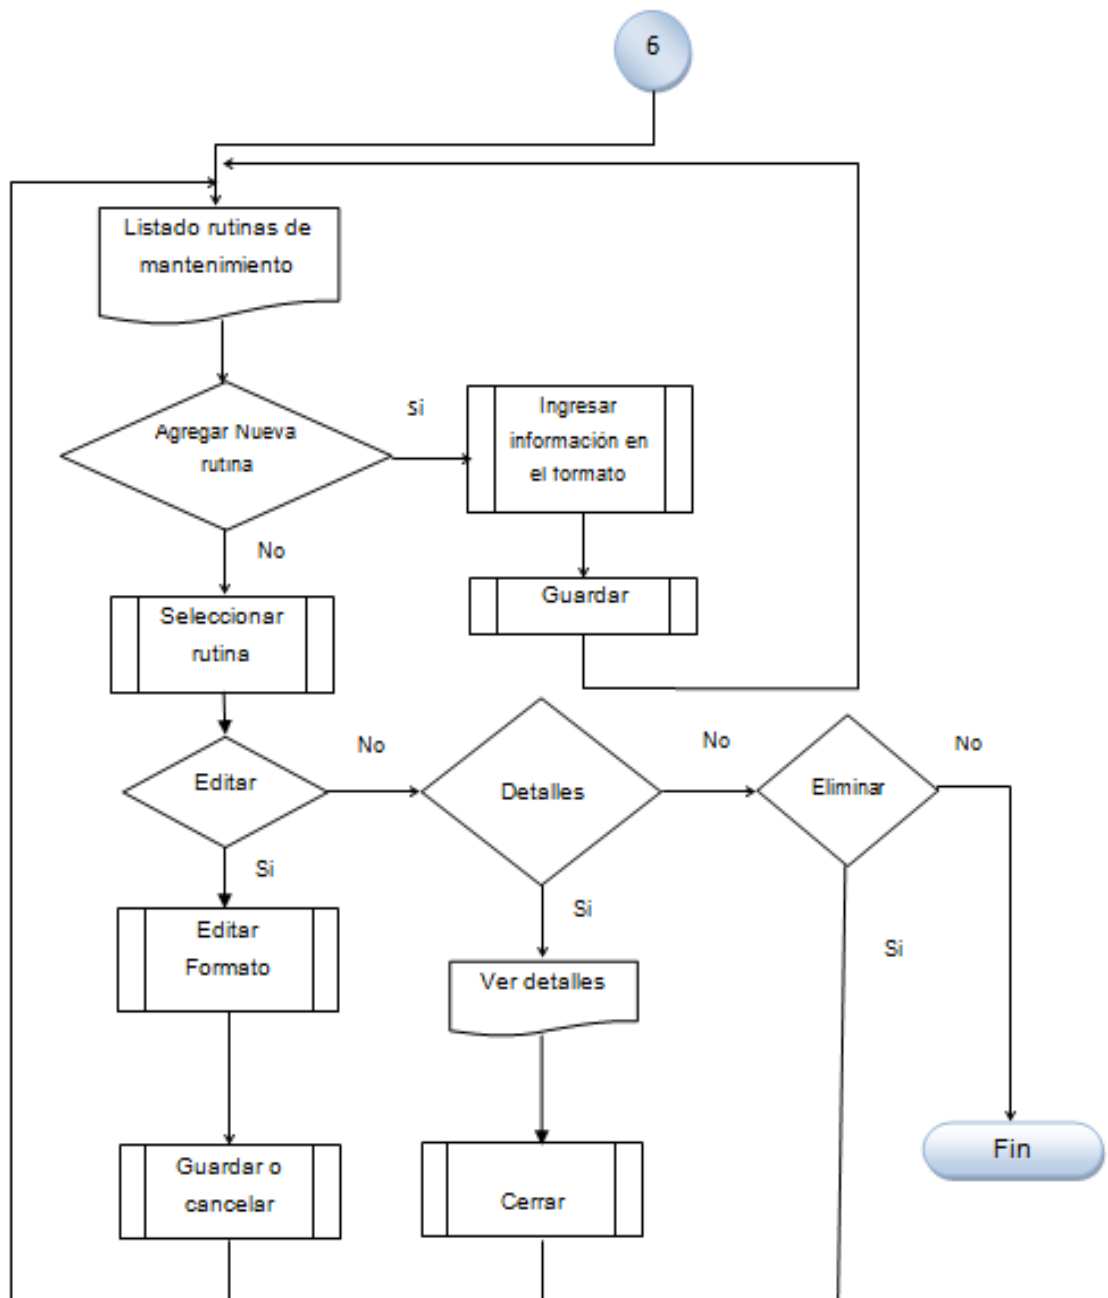 6
Listado rutinas de
mantenimiento
Agregar Nueva
rutina
Si
Ingresar
información en
el formato
No
Guardar
Seleccionar
rutina
Editar
No
Detalles
No
Eliminar
No
Si
Editar
Formato
Si
Ver detalles
Si
Guardar o
cancelar
Cerrar
Fin